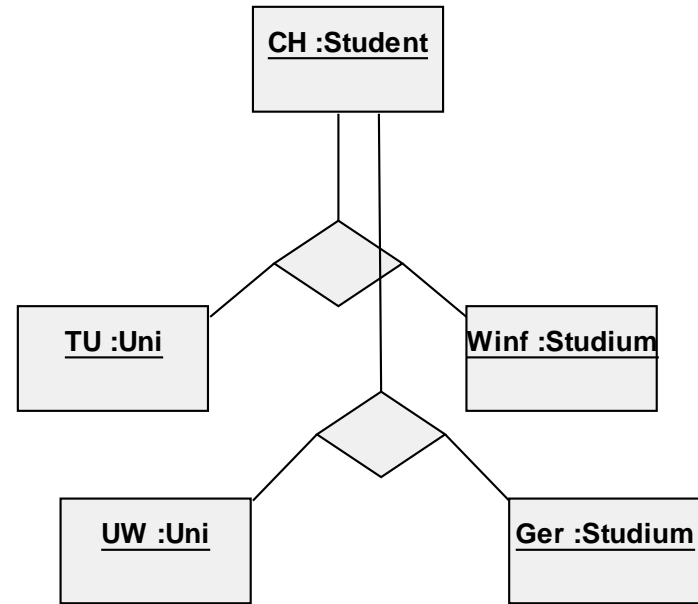 CH :Student
TU :Uni
Winf :Studium
UW :Uni
Ger :Studium